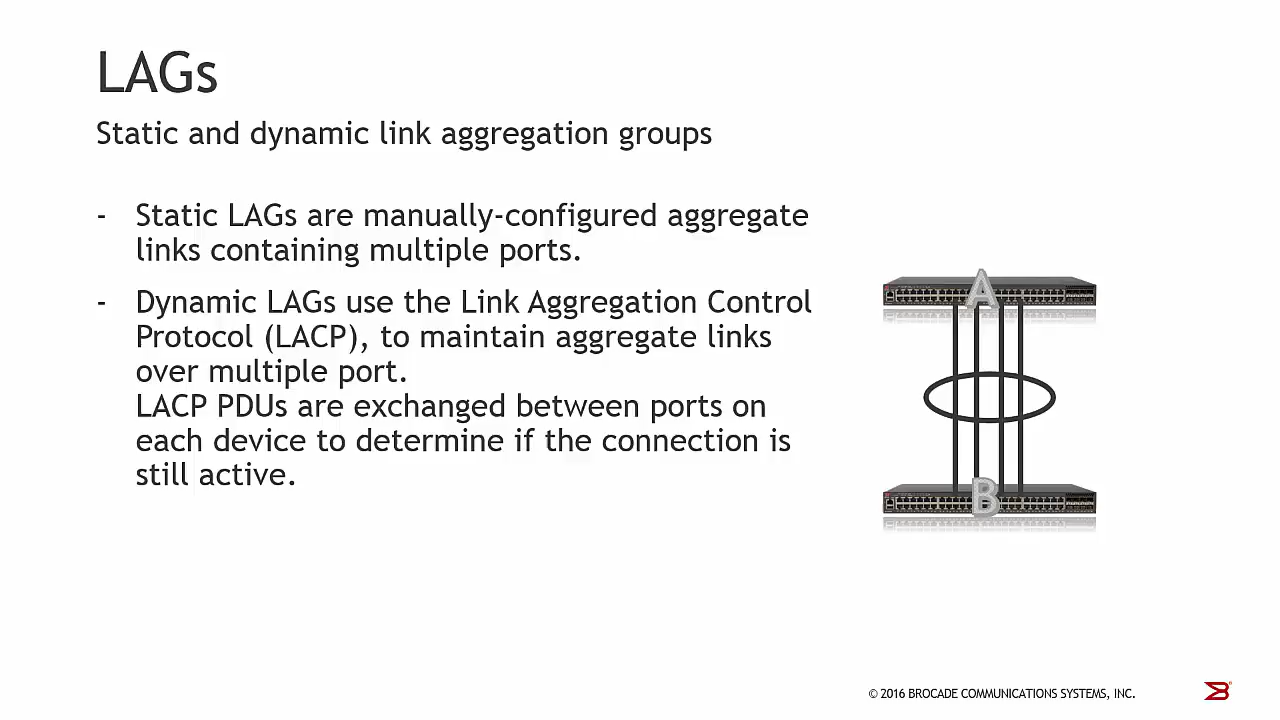 LAGs
Static and dynamic link aggregation groups
- Static LAGs are manually-configured aggregate
links containing multiple ports.
- Dynamic LAGs use the Link Aggregation Control
Protocol (LACP), to maintain aggregate links
over multiple port.
LACP PDUs are exchanged between ports on
each device to determine if the connection is
still active.
A
B
© 2016 BROCADE COMMUNICATIONS SYSTEMS, INC.